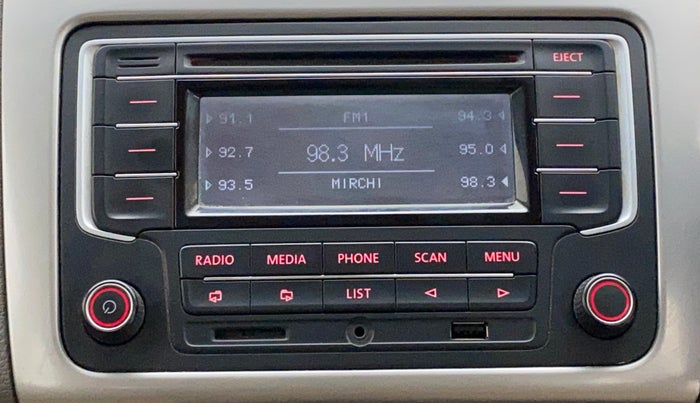 EJECT
91.1 FM1 94.3
92.7 98.3 MHz 95.0
93.5 MIRCHI 98.3
RADIO MEDIA PHONE SCAN MENU
LIST